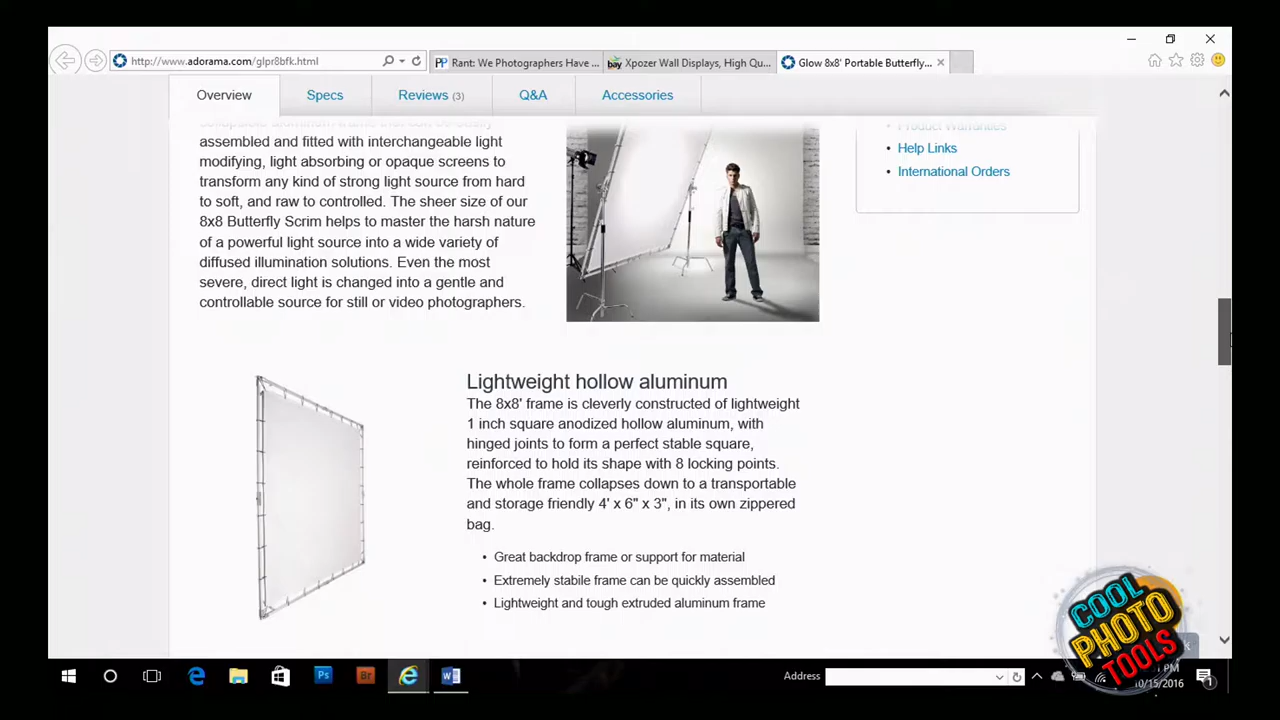 http://www.adorama.com/glpr8bfk.html
Rant: We Photographers Have ...
Xpozer Wall Displays, High Qu...
Glow 8x8' Portable Butterfly...
Overview
Specs
Reviews (3)
Q&A
Accessories
assembled and fitted with interchangeable light
modifying, light absorbing or opaque screens to
transform any kind of strong light source from hard
to soft, and raw to controlled. The sheer size of our
8x8 Butterfly Scrim helps to master the harsh nature
of a powerful light source into a wide variety of
diffused illumination solutions. Even the most
severe, direct light is changed into a gentle and
controllable source for still or video photographers.
Product Warranties
• Help Links
• International Orders
Lightweight hollow aluminum
The 8x8' frame is cleverly constructed of lightweight
1 inch square anodized hollow aluminum, with
hinged joints to form a perfect stable square,
reinforced to hold its shape with 8 locking points.
The whole frame collapses down to a transportable
and storage friendly 4' x 6" x 3", in its own zippered
bag.
• Great backdrop frame or support for material
• Extremely stabile frame can be quickly assembled
• Lightweight and tough extruded aluminum frame
COOL
PHOTO
TOOLS
Ps
Br
Address
PM
10/15/2016